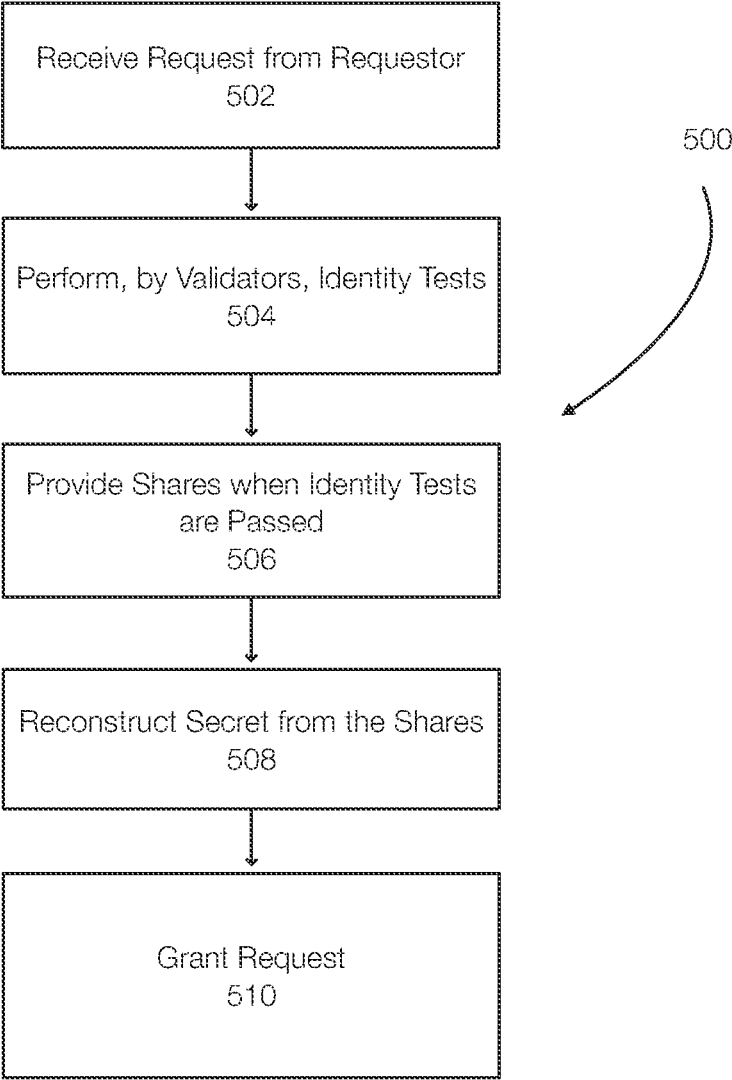 Receive Request from Requestor
502
500
Perform, by Validators, Identity Tests
504
Provide Shares when Identity Tests
are Passed
506
Reconstruct Secret from the Shares
508
Grant Request
510